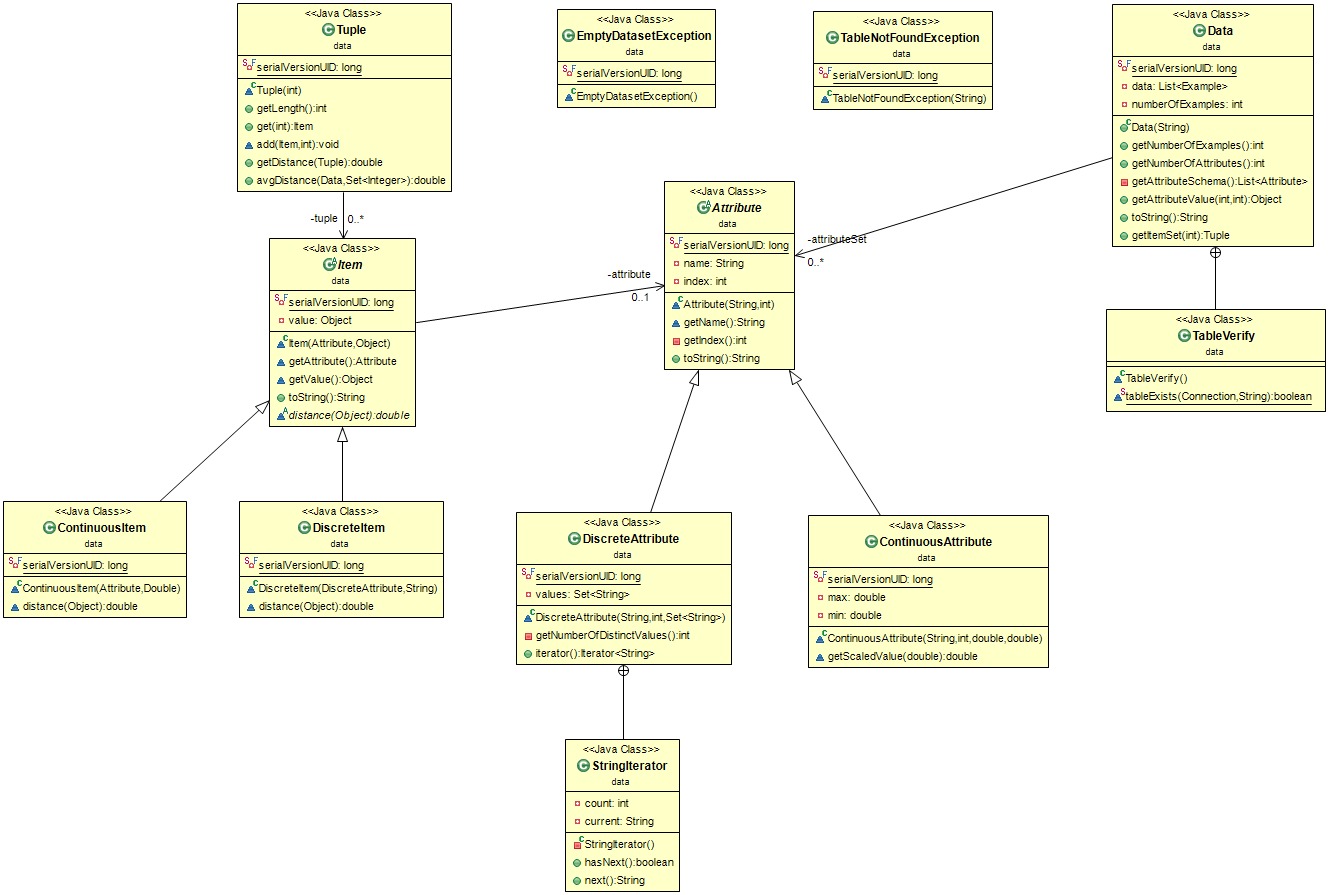 <<Java Class>>
Tuple
data
serialVersionUID: long
Tuple(int)
getLength():int
get(int):Item
add(Item,int):void
getDistance(Tuple):double
avgDistance(Data,Set<Integer>):double
<<Java Class>>
EmptyDatasetException
data
serialVersionUID: long
EmptyDatasetException()
<<Java Class>>
TableNotFoundException
data
serialVersionUID: long
TableNotFoundException(String)
<<Java Class>>
Data
data
serialVersionUID: long
data: List<Example>
numberOfExamples: int
Data(String)
getNumberOfExamples():int
getNumberOfAttributes():int
getAttributeSchema():List<Attribute>
getAttributeValue(int,int):Object
toString():String
getItemSet(int):Tuple
-tuple
0..*
<<Java Class>>
Item
data
serialVersionUID: long
value: Object
Item(Attribute,Object)
getAttribute():Attribute
getValue():Object
toString():String
distance(Object):double
-attribute
0..1
<<Java Class>>
Attribute
data
serialVersionUID: long
name: String
index: int
Attribute(String,int)
getName():String
getIndex():int
toString():String
-attributeSet
0..*
<<Java Class>>
TableVerify
data
TableVerify()
tableExists(Connection,String):boolean
<<Java Class>>
ContinuousItem
data
serialVersionUID: long
ContinuousItem(Attribute,Double)
distance(Object):double
<<Java Class>>
DiscreteItem
data
serialVersionUID: long
DiscreteItem(DiscreteAttribute,String)
distance(Object):double
<<Java Class>>
DiscreteAttribute
data
serialVersionUID: long
values: Set<String>
DiscreteAttribute(String,int,Set<String>)
getNumberOfDistinctValues():int
iterator():Iterator<String>
<<Java Class>>
ContinuousAttribute
data
serialVersionUID: long
max: double
min: double
ContinuousAttribute(String,int,double,double)
getScaledValue(double):double
<<Java Class>>
StringIterator
data
count: int
current: String
StringIterator()
hasNext():boolean
next():String